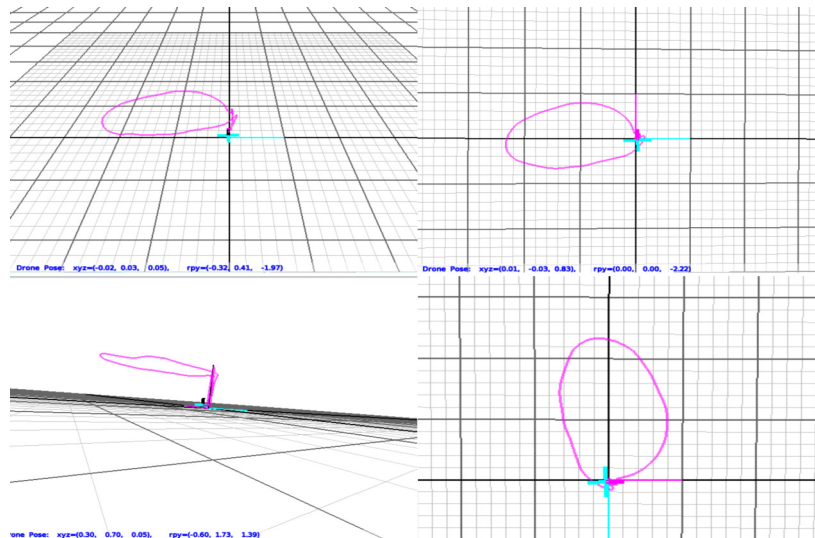 Drone Pose: xyz=(-0.02, 0.03, 0.05), rpy=(-0.32, 0.41, -1.97)
Drone Pose: xyz=(0.01, -0.03, 0.83), rpy=(0.00, 0.00, -2.22)
rone Pose: xyz=(0.30, 0.70, 0.05), rpy=(-0.60, 1.73, 1.39)